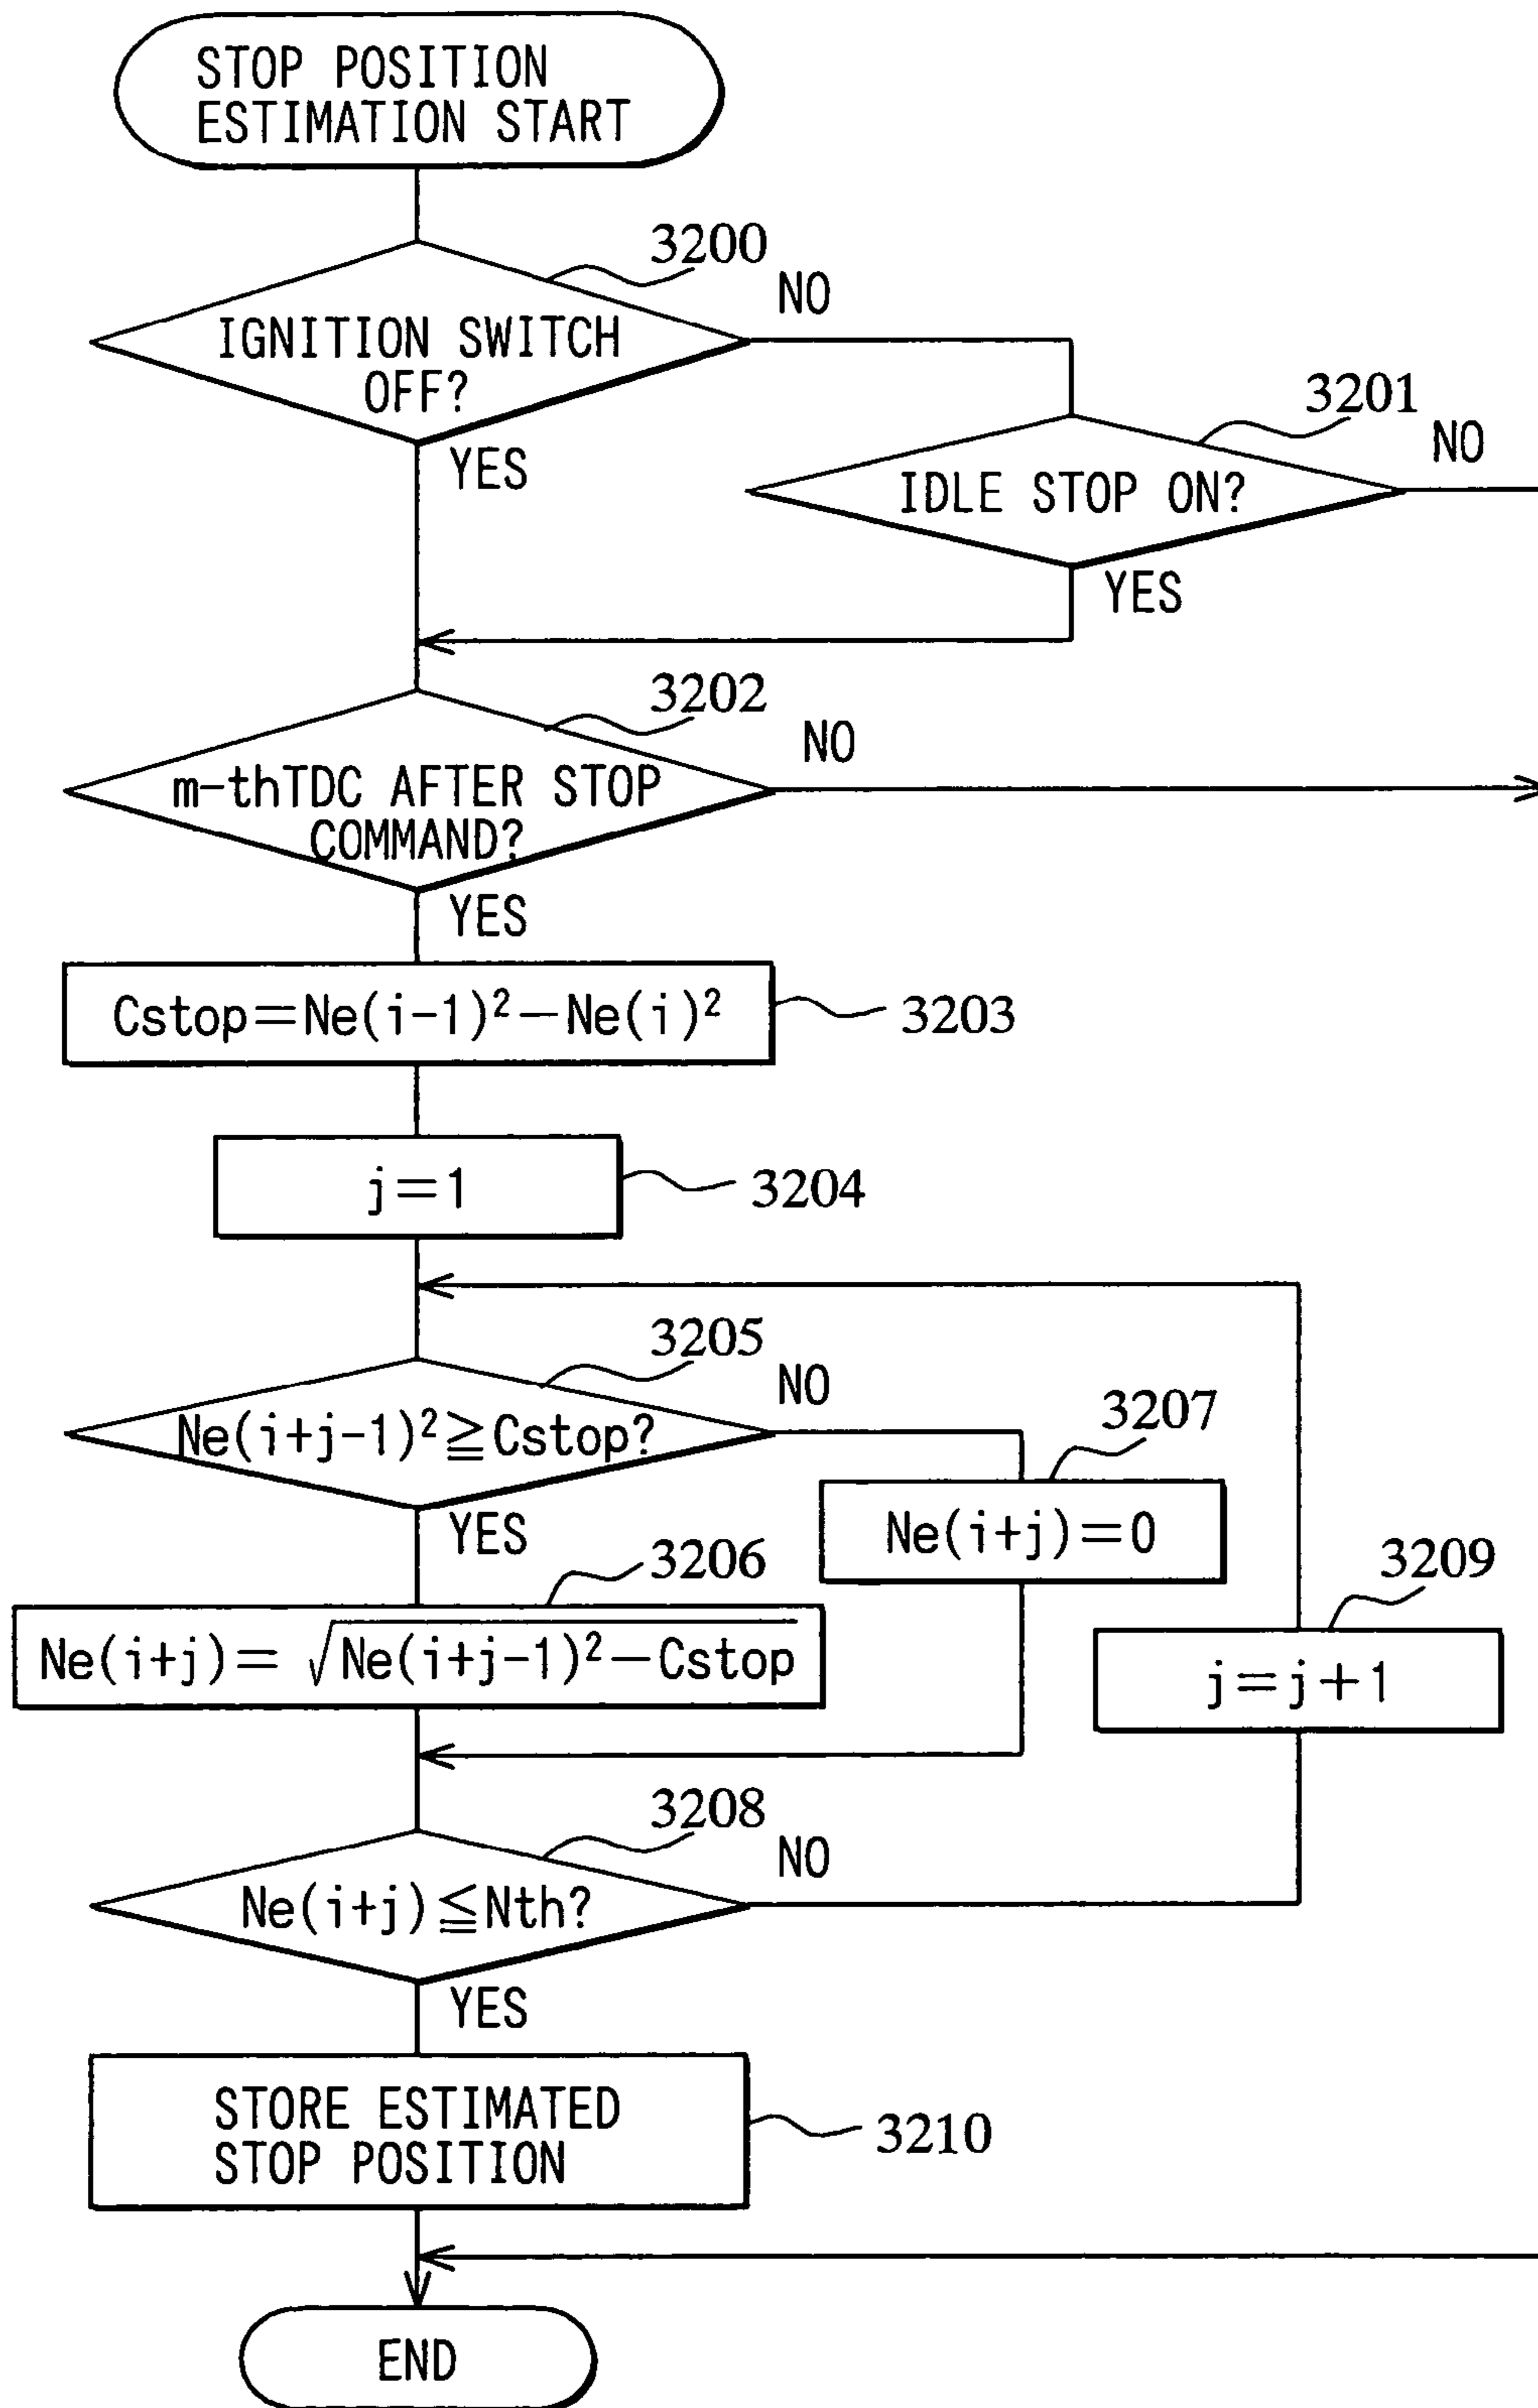 STOP POSITION
ESTIMATION START
3200
NO
IGNITION SWITCH
OFF?
YES
3201
NO
IDLE STOP ON?
YES
3202
NO
m-thTDC AFTER STOP
COMMAND?
YES
Cstop=Ne(i-1)²-Ne(i)²
3203
j=1
3204
3205
NO
Ne(i+j-1)²≧Cstop?
YES
3207
Ne(i+j)=0
3206
Ne(i+j)=√Ne(i+j-1)²-Cstop
3209
j=j+1
3208
NO
Ne(i+j)≦Nth?
YES
STORE ESTIMATED
STOP POSITION
3210
END